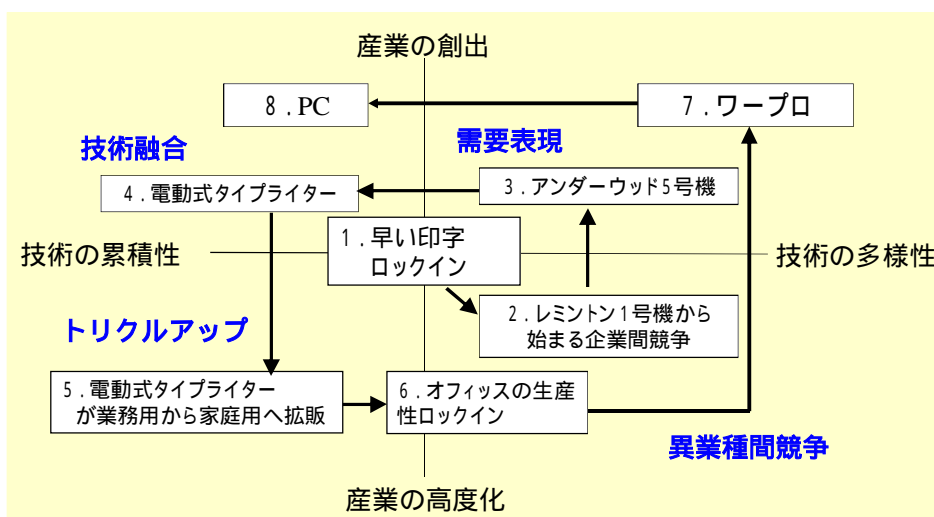 産業の創出
8.PC
7.ワープロ
技術融合
需要表現
4.電動式タイプライター
3.アンダーウッド5号機
1.早い印字
ロックイン
技術の累積性
技術の多様性
2.レミントン1号機から
始まる企業間競争
トリクルアップ
5.電動式タイプライター
が業務用から家庭用へ拡販
6.オフィッスの生産
性ロックイン
異業種間競争
産業の高度化